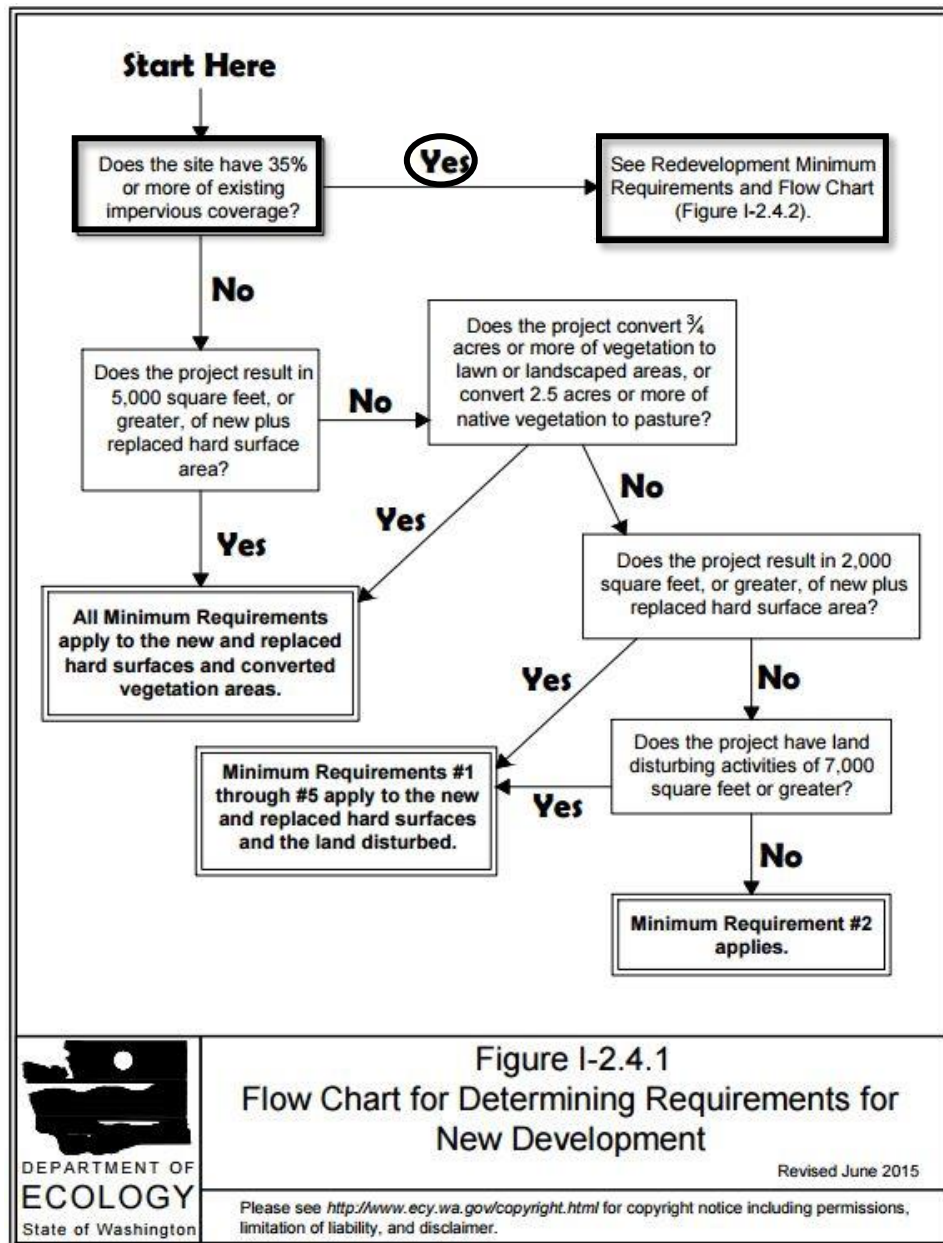 Start Here
Does the site have 35%
or more of existing
impervious coverage?
Yes
See Redevelopment Minimum
Requirements and Flow Chart
(Figure I-2.4.2).
No
Does the project result in
5,000 square feet, or
greater, of new plus
replaced hard surface
area?
No
Does the project convert ¾
acres or more of vegetation to
lawn or landscaped areas, or
convert 2.5 acres or more of
native vegetation to pasture?
Yes
Yes
No
All Minimum Requirements
apply to the new and replaced
hard surfaces and converted
vegetation areas.
Does the project result in 2,000
square feet, or greater, of new plus
replaced hard surface area?
Yes
No
Minimum Requirements #1
through #5 apply to the new
and replaced hard surfaces
and the land disturbed.
Yes
Does the project have land
disturbing activities of 7,000
square feet or greater?
No
Minimum Requirement #2
applies.
DEPARTMENT OF
ECOLOGY
State of Washington
Figure I-2.4.1
Flow Chart for Determining Requirements for
New Development
Revised June 2015
Please see http://www.ecy.wa.gov/copyright.html for copyright notice including permissions,
limitation of liability, and disclaimer.